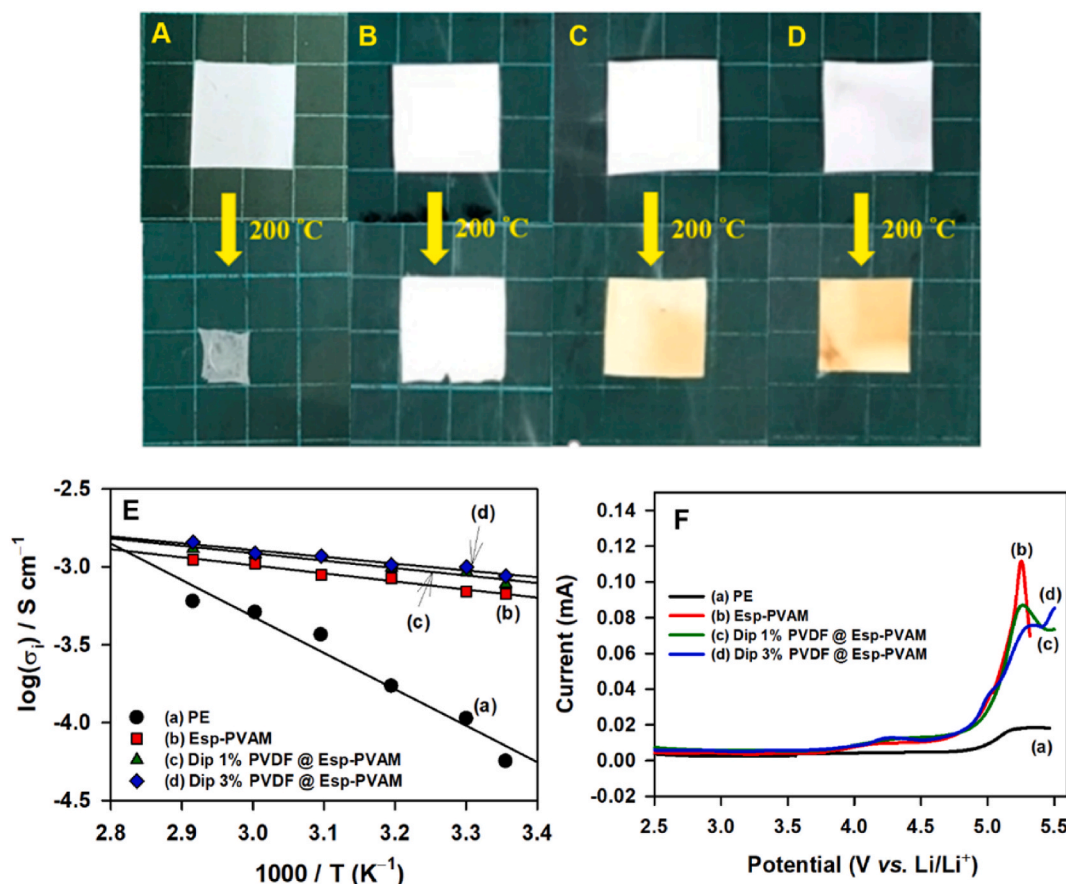 A
B
C
D
200 °C
200 °C
200 °C
200 °C
E
-2.5
-3.0
-3.5
-4.0
-4.5
log(σi) / S cm−1
(d)
(c)
(b)
(a)
(a) PE
(b) Esp-PVAM
(c) Dip 1% PVDF @ Esp-PVAM
(d) Dip 3% PVDF @ Esp-PVAM
2.8 2.9 3.0 3.1 3.2 3.3 3.4
1000 / T (K−1)
F
0.14
0.12
0.10
0.08
0.06
0.04
0.02
0.00
-0.02
Current (mA)
(b)
(d)
(c)
(a)
(a) PE
(b) Esp-PVAM
(c) Dip 1% PVDF @ Esp-PVAM
(d) Dip 3% PVDF @ Esp-PVAM
2.5 3.0 3.5 4.0 4.5 5.0 5.5
Potential (V vs. Li/Li+)